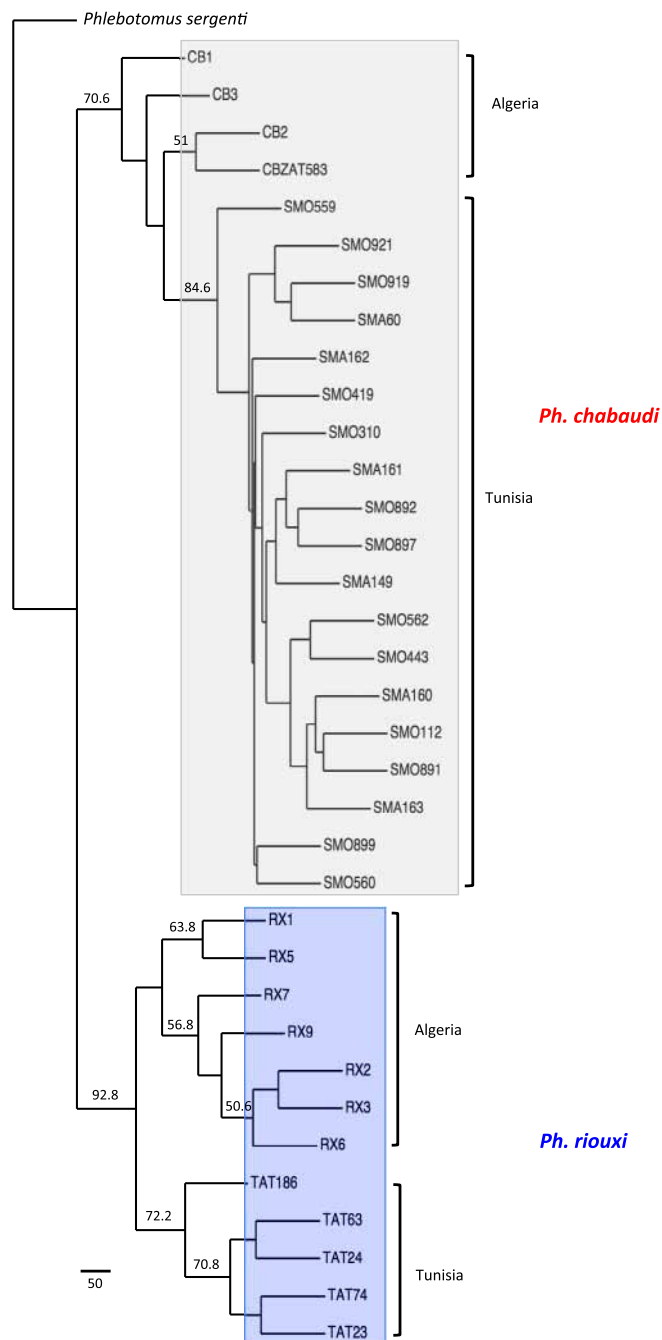 Phlebotomus sergenti
CB1
70.6
CB3
Algeria
CB2
51
CBZAT583
SMO559
SMO921
SMO919
84.6
SMA60
SMA162
SMO419
Ph. chabaudi
SMO310
SMA161
Tunisia
SMO892
SMO897
SMA149
SMO562
SMO443
SMA160
SMO112
SMO891
SMA163
SMO899
SMO560
RX1
63.8
RX5
RX7
56.8
RX9
Algeria
RX2
92.8
50.6
RX3
RX6
Ph. riouxi
TAT186
72.2
TAT63
TAT24
70.8
50
Tunisia
TAT74
TAT23